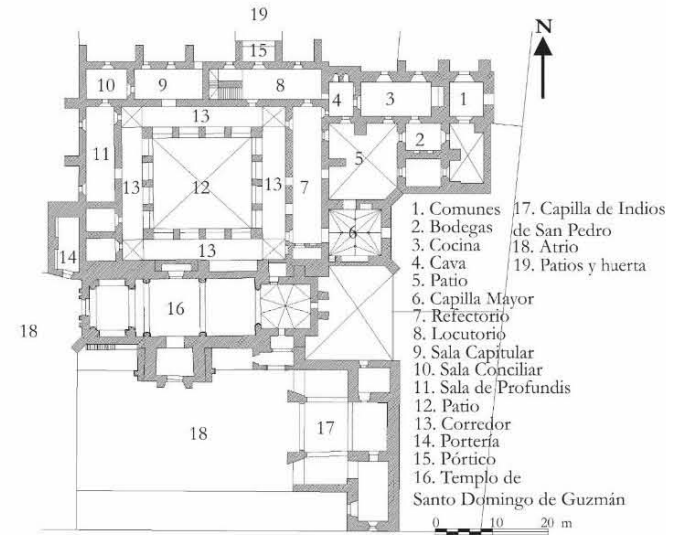 19
N
15
10
9
8
4
3
1
13
2
11
5
13
12
13
7
6
13
14
16
18
18
17
1. Comunes
2. Bodegas
3. Cocina
4. Cava
5. Patio
6. Capilla Mayor
7. Refectorio
8. Locutorio
9. Sala Capitular
10. Sala Conciliar
11. Sala de Profundis
12. Patio
13. Corredor
14. Portería
15. Pórtico
16. Templo de
Santo Domingo de Guzmán
17. Capilla de Indios
de San Pedro
18. Atrio
19. Patios y huerta
0 10 20 m